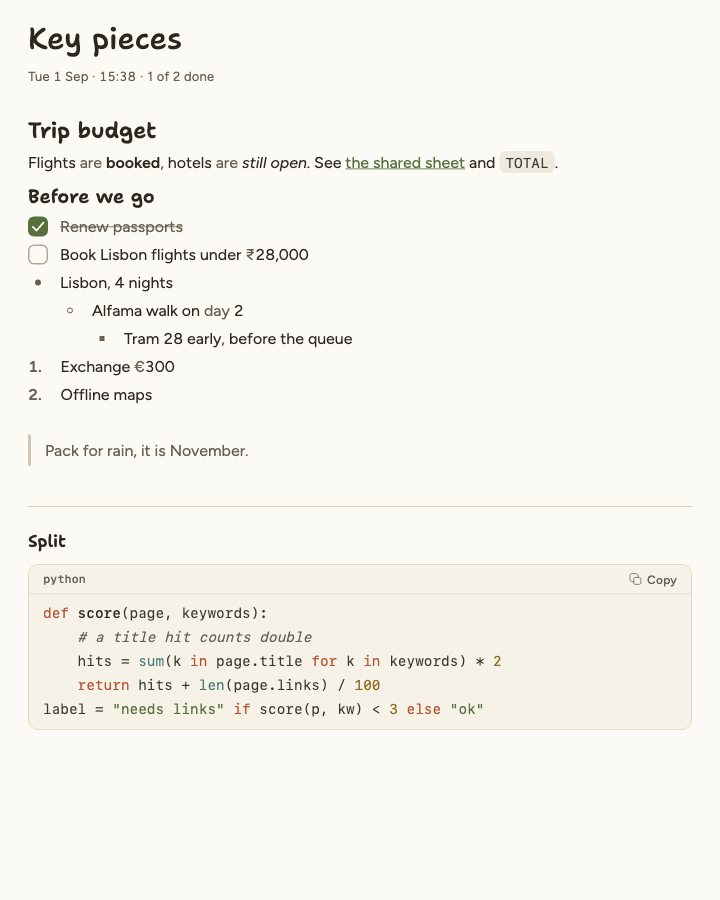 Key pieces
Tue 1 Sep · 15:38 · 1 of 2 done
Trip budget
Flights are booked, hotels are still open. See the shared sheet and TOTAL.
Before we go
Renew passports
Book Lisbon flights under ₹28,000
• Lisbon, 4 nights
◦ Alfama walk on day 2
▪ Tram 28 early, before the queue
1. Exchange €300
2. Offline maps
Pack for rain, it is November.
Split
python Copy
def score(page, keywords):
    # a title hit counts double
    hits = sum(k in page.title for k in keywords) * 2
    return hits + len(page.links) / 100
label = "needs links" if score(p, kw) < 3 else "ok"